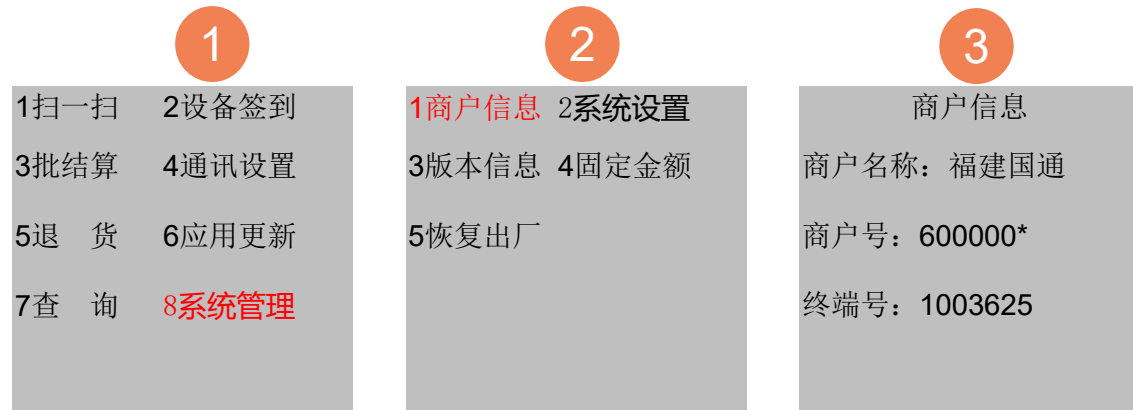 1
1扫一扫 2设备签到
3批结算 4通讯设置
5退 货 6应用更新
7查 询 8系统管理
2
1商户信息 2系统设置
3版本信息 4固定金额
5恢复出厂
3
商户信息
商户名称：福建国通
商户号：600000*
终端号：1003625